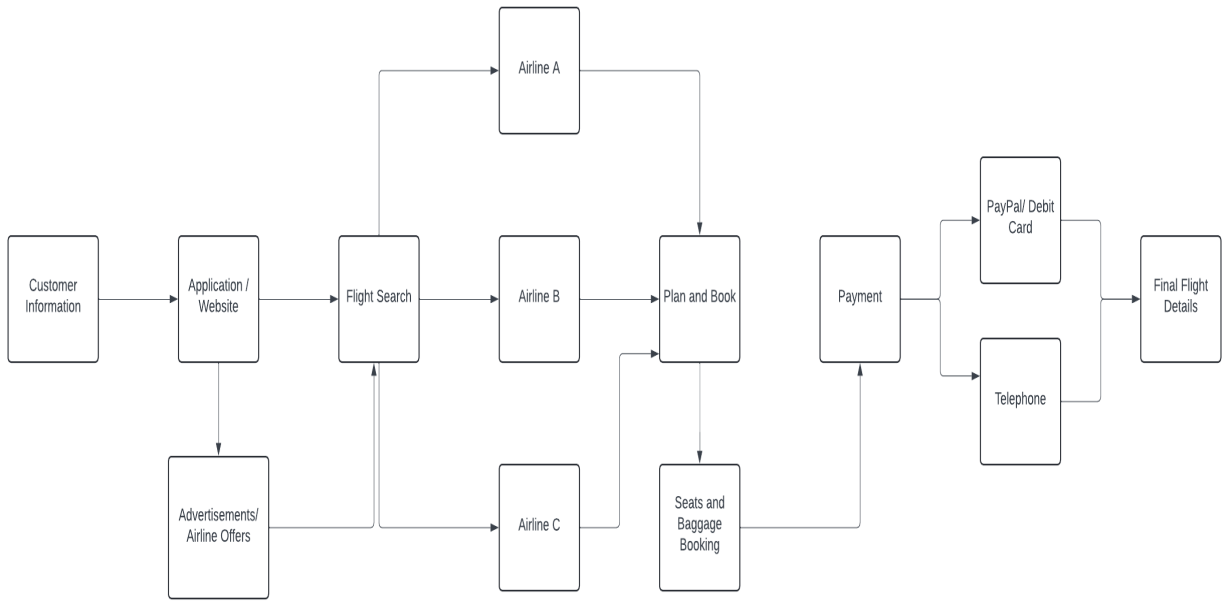 Customer
Information
Application /
Website
Advertisements/
Airline Offers
Flight Search
Airline A
Airline B
Airline C
Plan and Book
Seats and
Baggage
Booking
Payment
PayPal/ Debit
Card
Telephone
Final Flight
Details